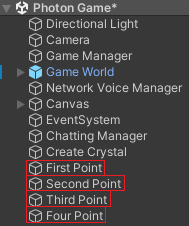 Photon Game*
Directional Light
Camera
Game Manager
Game World
Network Voice Manager
Canvas
EventSystem
Chatting Manager
Create Crystal
First Point
Second Point
Third Point
Four Point